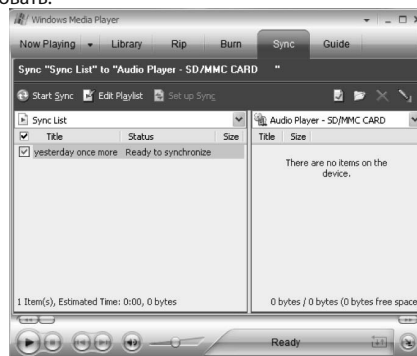 овать.
Windows Media Player
Now Playing Library Rip Burn Sync Guide
Sync "Sync List" to "Audio Player - SD/MMC CARD "
Start Sync Edit Playlist Set up Sync
Sync List Audio Player - SD/MMC CARD
Title Status Size Title Size
yesterday once more Ready to synchronize
There are no items on the
device.
1 Item(s), Estimated Time: 0:00, 0 bytes 0 bytes / 0 bytes (0 bytes free space
Ready